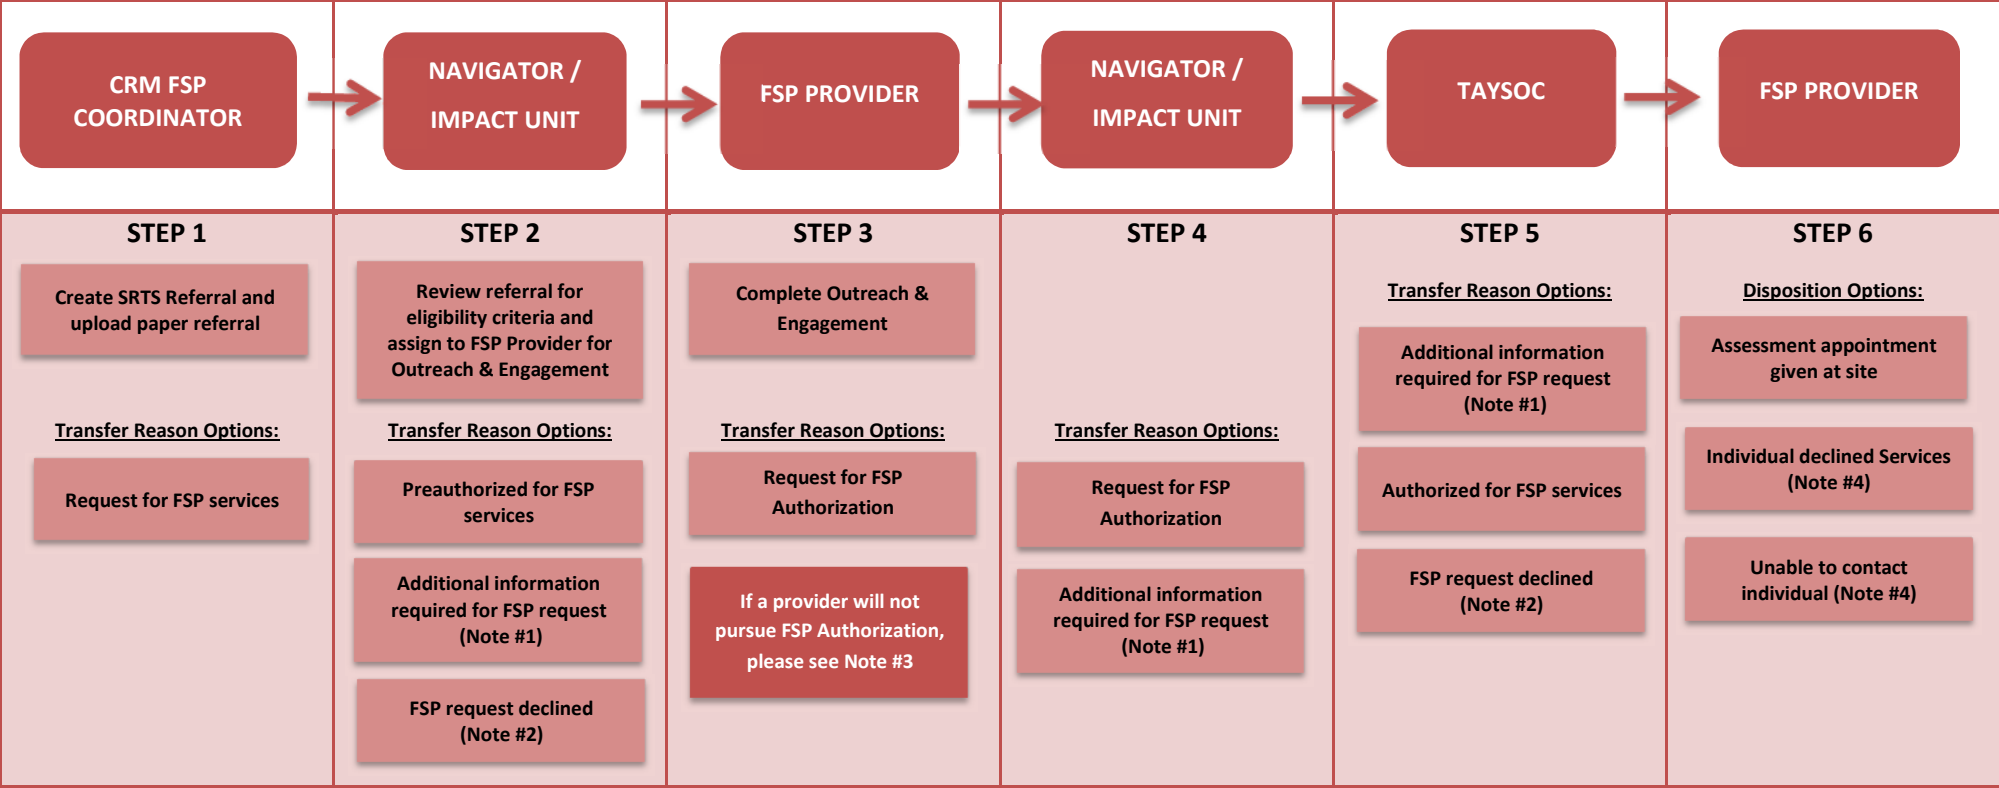 CRM FSP
COORDINATOR
NAVIGATOR /
IMPACT UNIT
FSP PROVIDER
NAVIGATOR /
IMPACT UNIT
TAYSOC
FSP PROVIDER
STEP 1
Create SRTS Referral and
upload paper referral
Transfer Reason Options:
Request for FSP services
STEP 2
Review referral for
eligibility criteria and
assign to FSP Provider for
Outreach & Engagement
Transfer Reason Options:
Preauthorized for FSP
services
Additional information
required for FSP request
(Note #1)
FSP request declined
(Note #2)
STEP 3
Complete Outreach &
Engagement
Transfer Reason Options:
Request for FSP
Authorization
If a provider will not
pursue FSP Authorization,
please see Note #3
STEP 4
Transfer Reason Options:
Request for FSP
Authorization
Additional information
required for FSP request
(Note #1)
STEP 5
Transfer Reason Options:
Additional information
required for FSP request
(Note #1)
Authorized for FSP services
FSP request declined
(Note #2)
STEP 6
Disposition Options:
Assessment appointment
given at site
Individual declined Services
(Note #4)
Unable to contact
individual (Note #4)